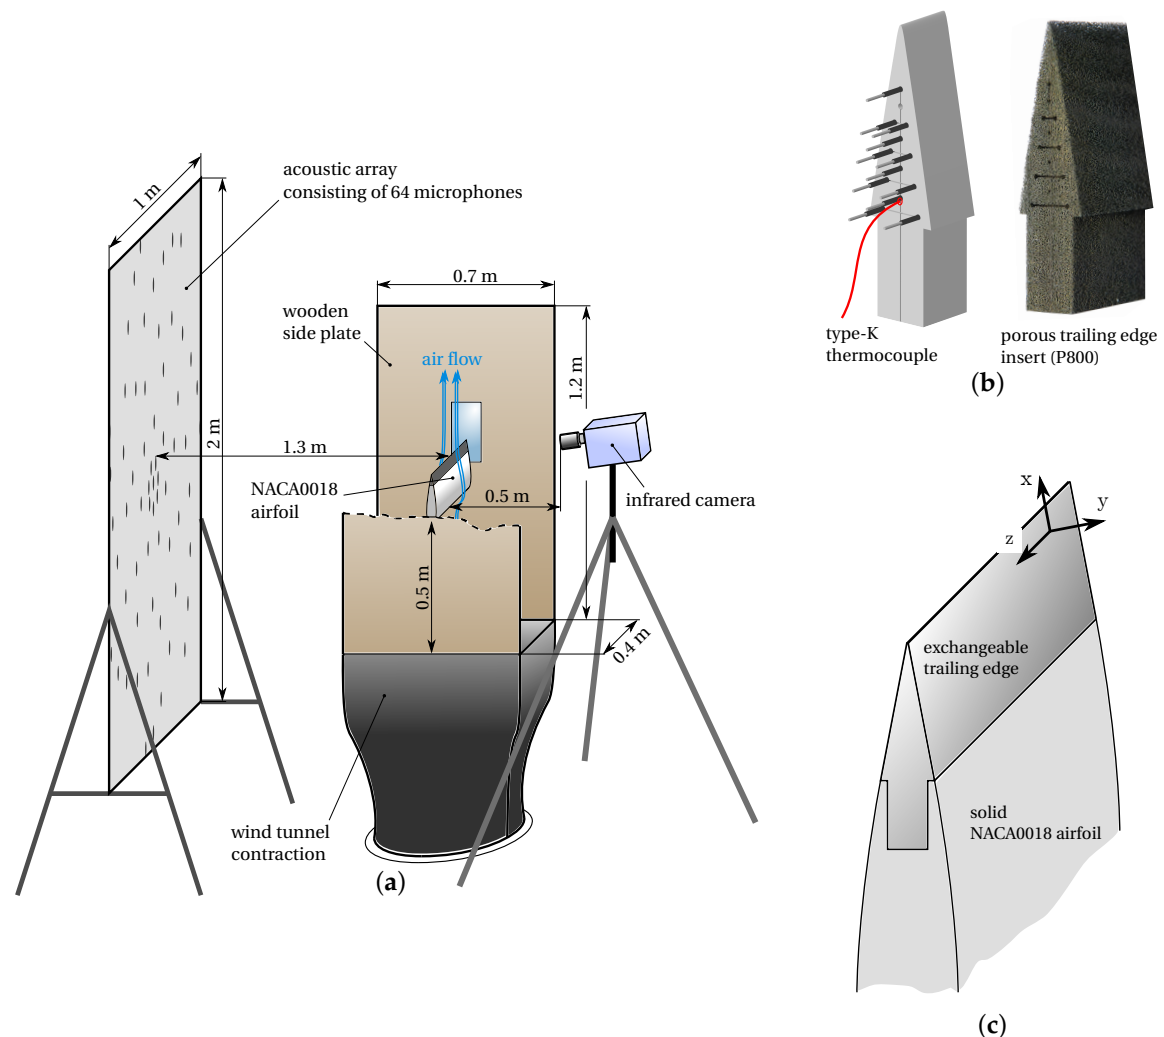 acoustic array
consisting of 64 microphones
1 m
2 m
0.7 m
wooden
side plate
air flow
1.2 m
1.3 m
NACA0018
airfoil
0.5 m
infrared camera
0.5 m
0.4 m
wind tunnel
contraction
(a)
type-K
thermocouple
porous trailing edge
insert (P800)
(b)
x
y
z
exchangeable
trailing edge
solid
NACA0018 airfoil
(c)